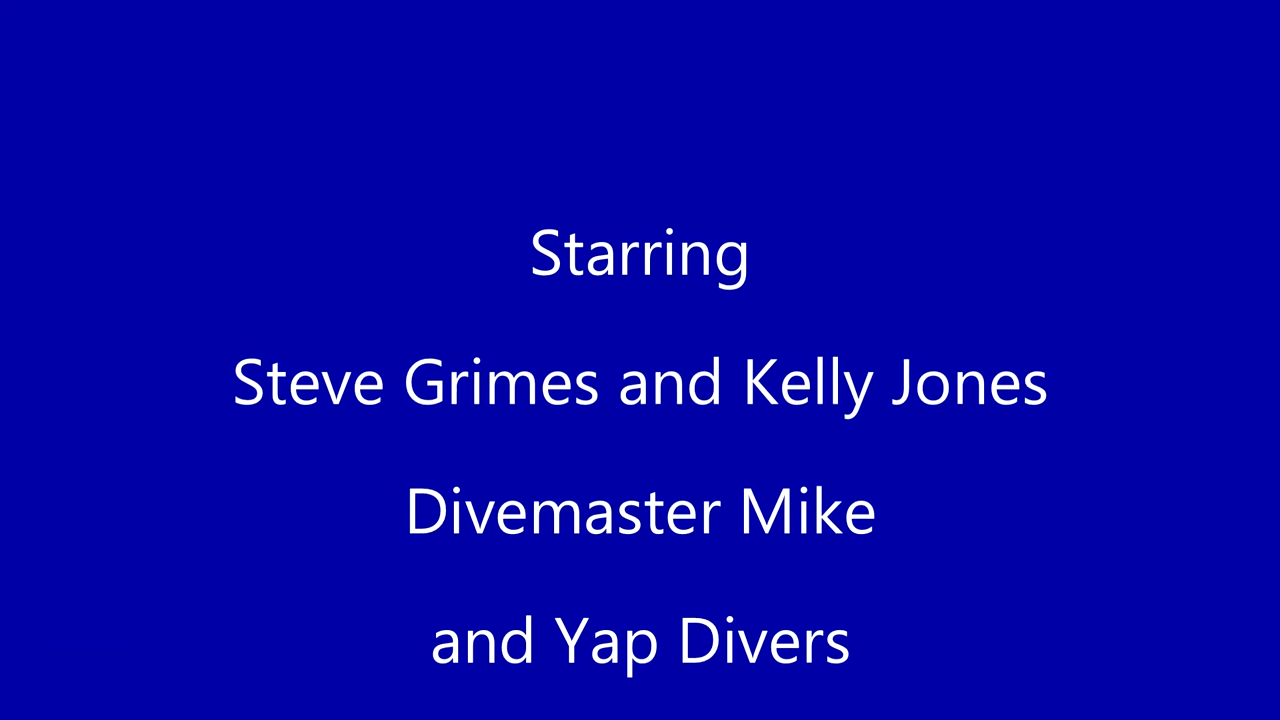 Starring
Steve Grimes and Kelly Jones
Divemaster Mike
and Yap Divers